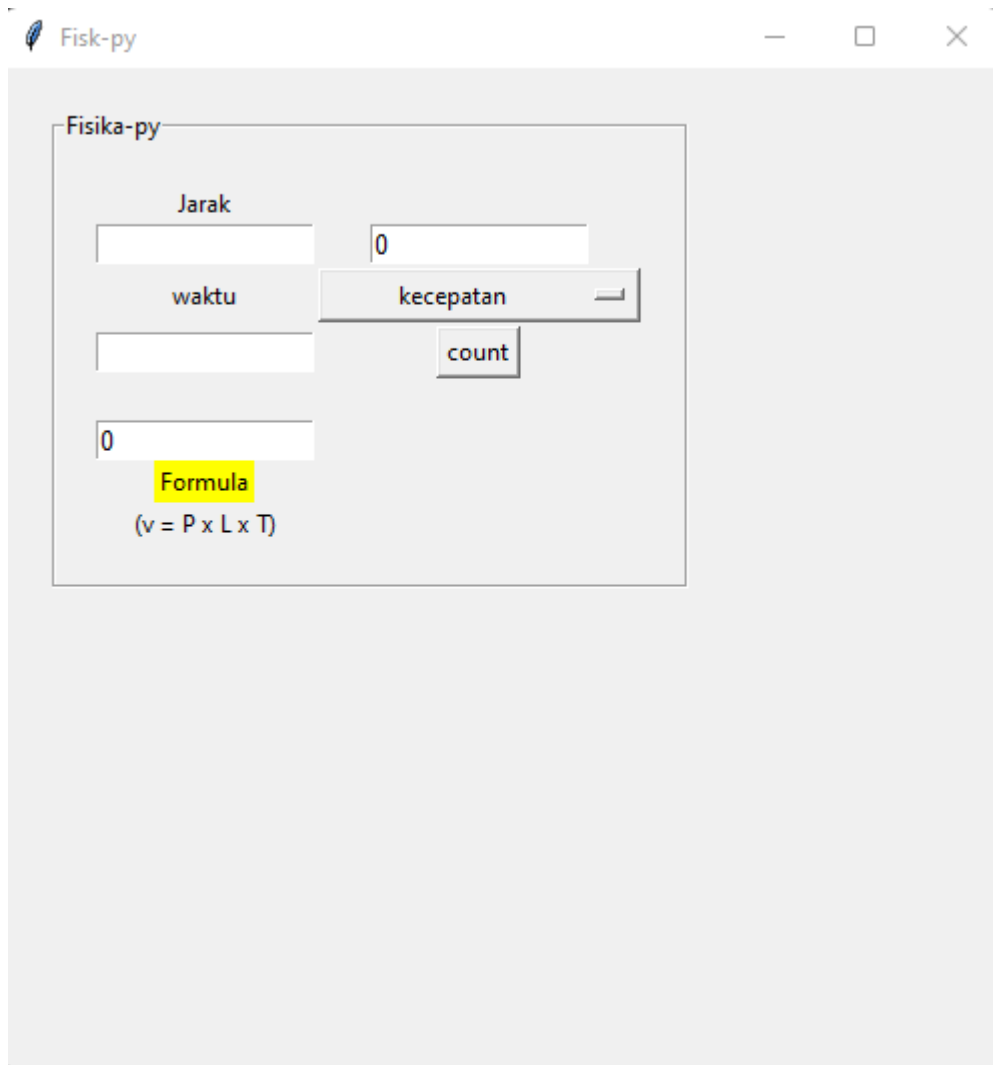 Fisk-py
Fisika-py
Jarak
0
waktu
kecepatan
count
0
Formula
(v = P x L x T)